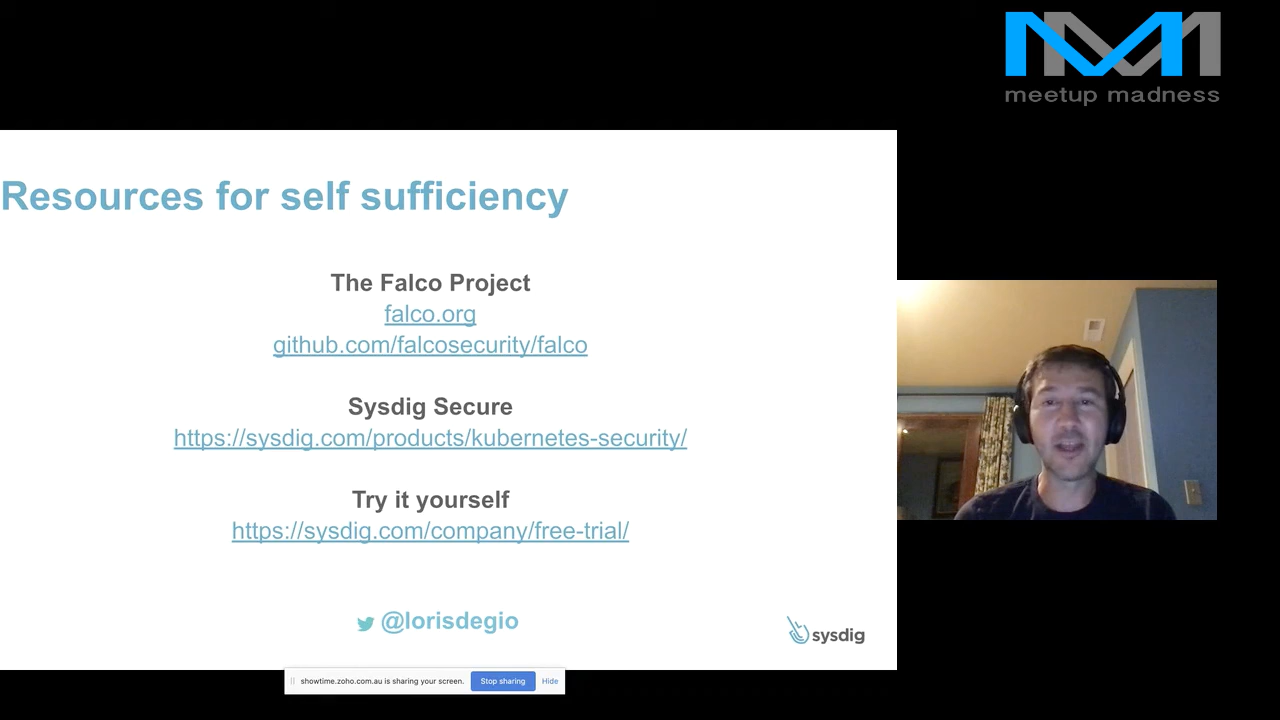 meetup madness
Resources for self sufficiency
The Falco Project
falco.org
github.com/falcosecurity/falco
Sysdig Secure
https://sysdig.com/products/kubernetes-security/
Try it yourself
https://sysdig.com/company/free-trial/
@lorisdegio
sysdig
showtime.zoho.com.au is sharing your screen. Stop sharing Hide